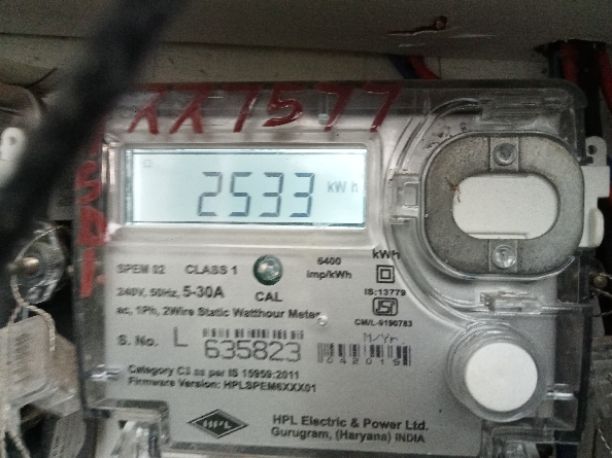 227577
2533 kWh
SPEM 02 CLASS 1 6400 imp/kWh kWh
240V, 50Hz, 5-30A CAL IS:13779
ac, 1Ph, 2Wire Static Watthour Meter CM/L-9190783
S. No. L 635823 M/Yr
Category C3 as per IS 15959:2011
Firmware Version: HPLSPEM6XXX01
HPL HPL Electric & Power Ltd.
Gurugram, (Haryana) INDIA